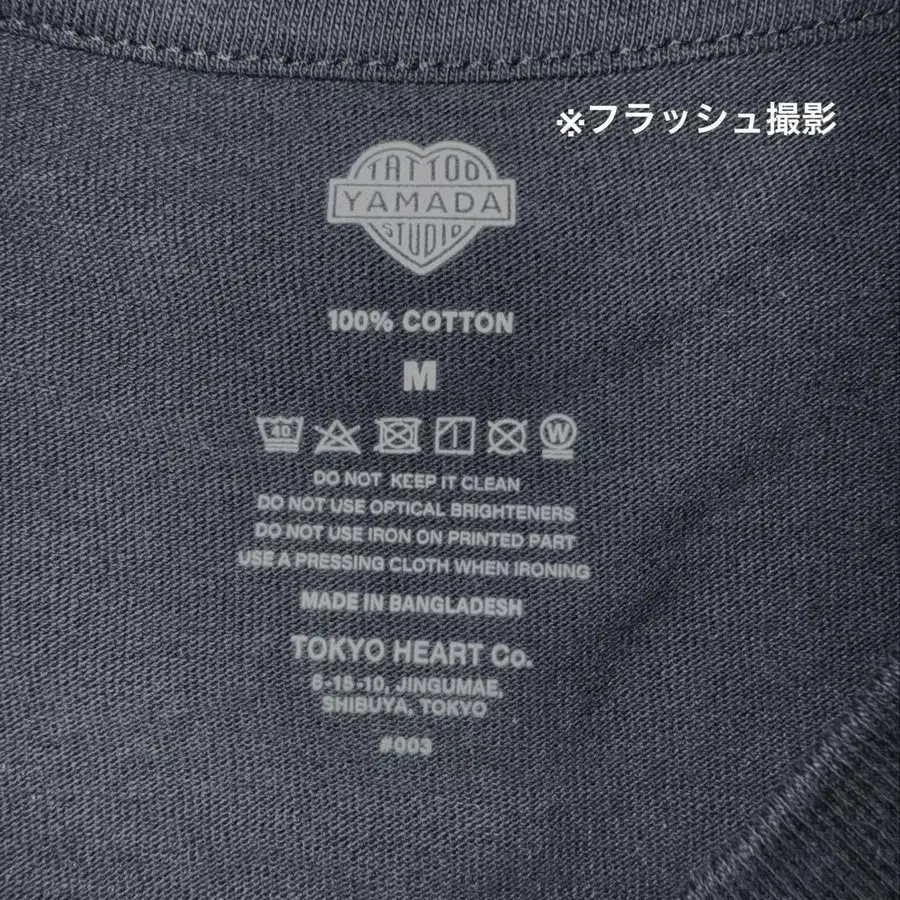 ※フラッシュ撮影
TATTOO
YAMADA
STUDIO
100% COTTON
M
40
W
DO NOT KEEP IT CLEAN
DO NOT USE OPTICAL BRIGHTENERS
DO NOT USE IRON ON PRINTED PART
USE A PRESSING CLOTH WHEN IRONING
MADE IN BANGLADESH
TOKYO HEART Co.
6-15-10, JINGUMAE,
SHIBUYA, TOKYO
#003